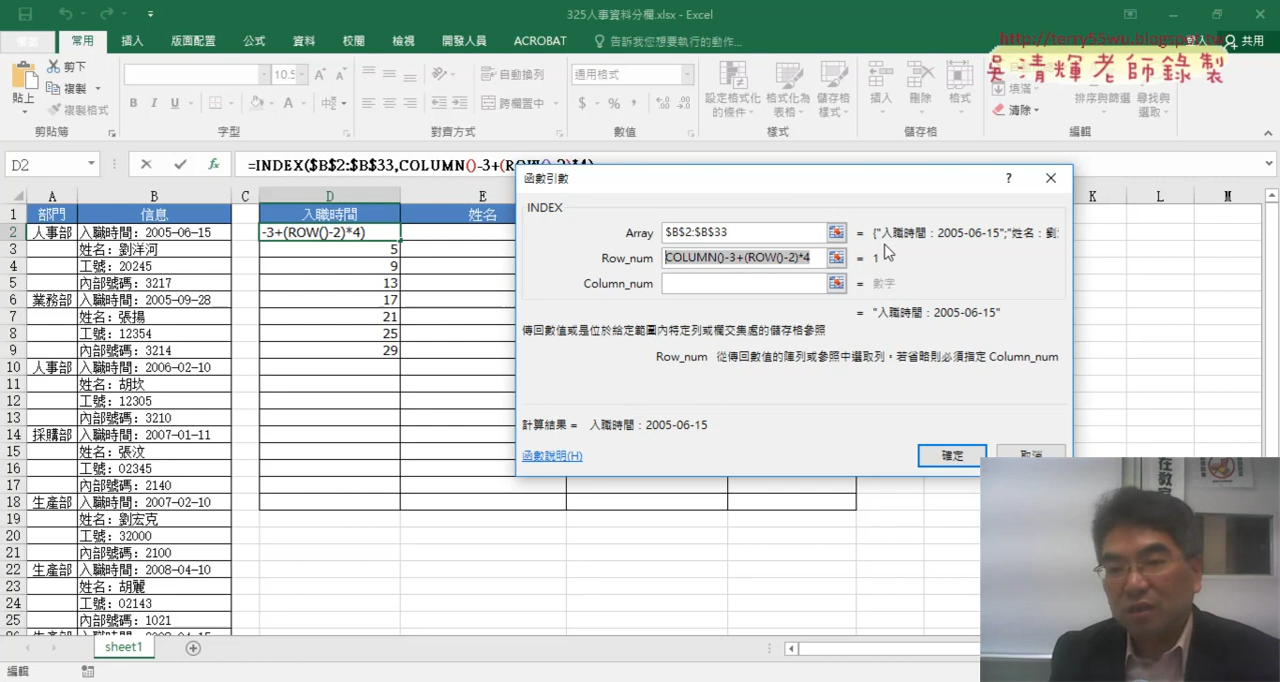 325人事資料分欄.xlsx - Excel
常用 插入 版面配置 公式 資料 校閱 檢視 開發人員 ACROBAT 告訴我您想要執行的動作... 共用
http://terry55wu.blogspot.tw
吳清輝老師錄製
貼上 剪下 複製 複製格式
10.5 自動換列 通用格式
B I U A 中 跨欄置中 $ % ,
設定格式化的條件 格式化為表格 儲存格樣式 插入 刪除 格式 填滿 清除 排序與篩選 尋找與選取
剪貼簿 字型 對齊方式 數值 樣式 儲存格 編輯
D2 =INDEX($B$2:$B$33,COLUMN()-3+(ROW()-2)*4)
A B C D E K L M
1 部門 信息 入職時間 姓名
2 人事部 入職時間：2005-06-15 -3+(ROW()-2)*4)
3 姓名：劉洋河 5
4 工號：20245 9
5 內部號碼：3217 13
6 業務部 入職時間：2005-09-28 17
7 姓名：張揚 21
8 工號：12354 25
9 內部號碼：3214 29
10 人事部 入職時間：2006-02-10
11 姓名：胡坎
12 工號：12305
13 內部號碼：3210
14 採購部 入職時間：2007-01-11
15 姓名：張汶
16 工號：02345
17 內部號碼：2140
18 生產部 入職時間：2007-02-10
19 姓名：劉宏克
20 工號：32000
21 內部號碼：2100
22 生產部 入職時間：2008-04-10
23 姓名：胡麗
24 工號：02143
25 內部號碼：1021
函數引數 ?
INDEX
Array $B$2:$B$33 = {"入職時間：2005-06-15";"姓名：劉
Row_num COLUMN()-3+(ROW()-2)*4 = 1
Column_num = 數字
= "入職時間：2005-06-15"
傳回數值或是位於給定範圍內特定列或欄交集處的儲存格參照
Row_num 從傳回數值的陣列或參照中選取列。若省略則必須指定 Column_num
計算結果 = 入職時間：2005-06-15
函數說明(H) 確定 取消
sheet1
編輯